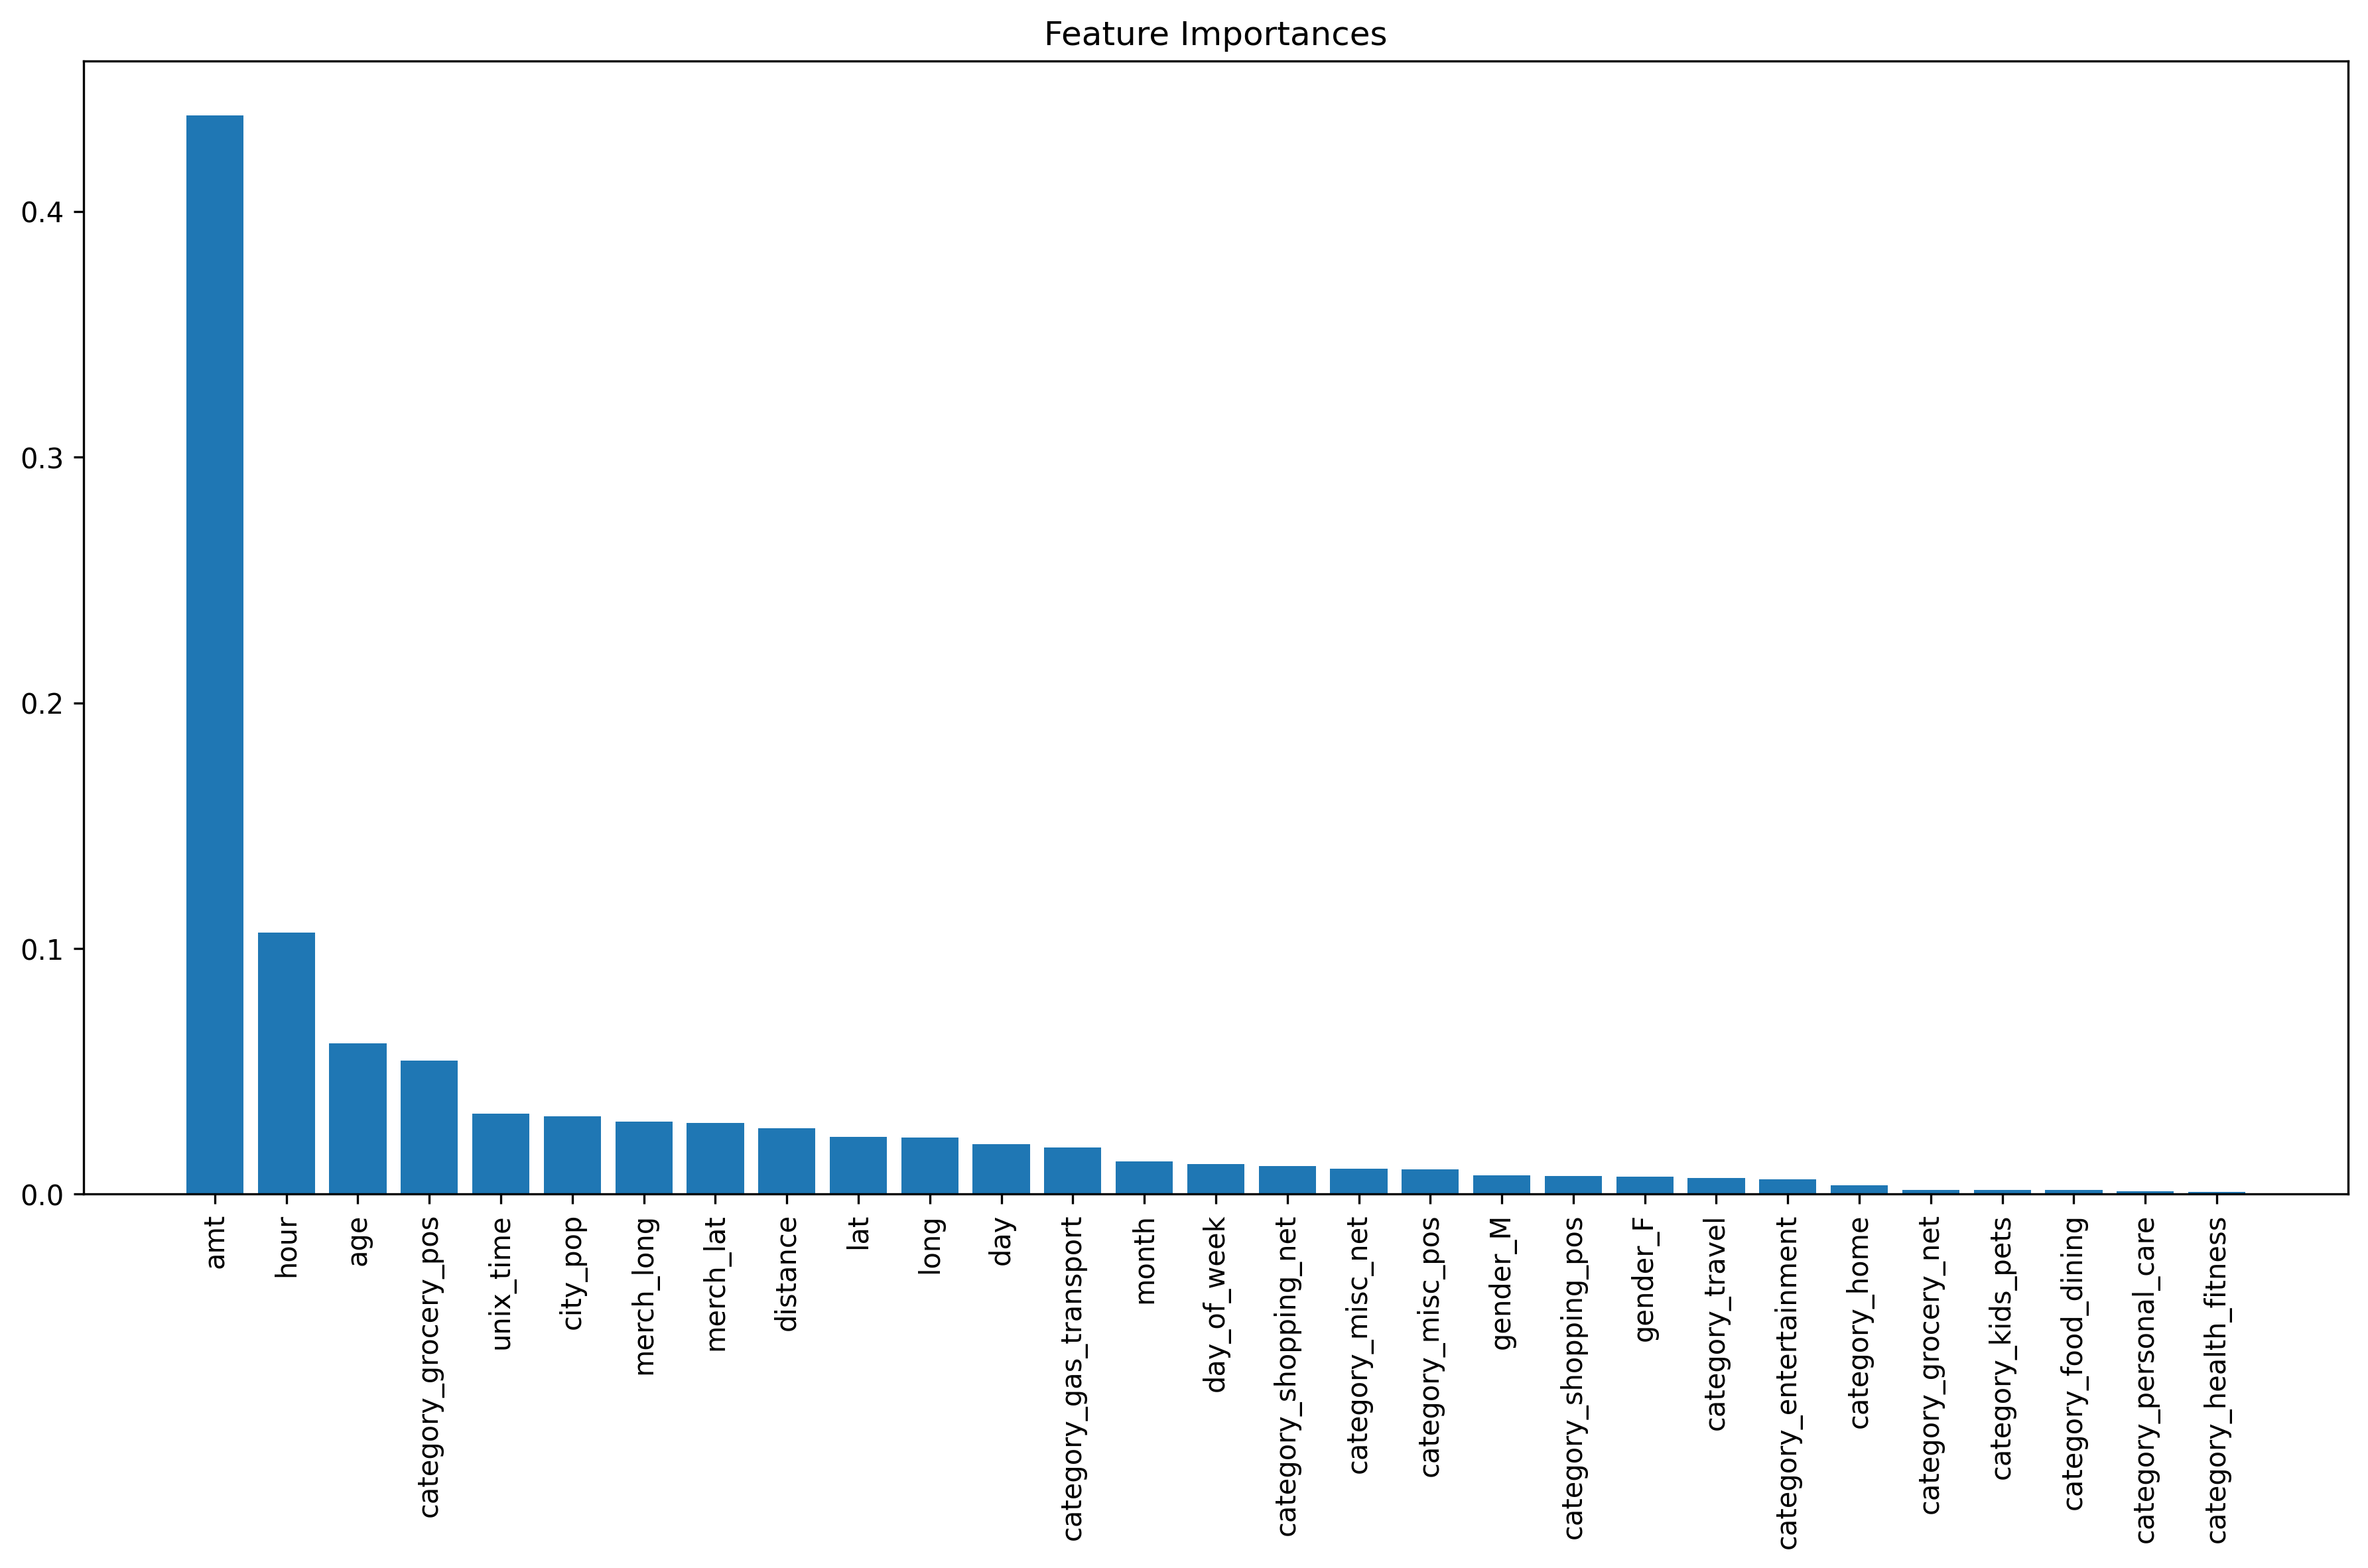 Feature Importances
0.4
0.3
0.2
0.1
0.0
amt
hour
age
category_grocery_pos
unix_time
city_pop
merch_long
merch_lat
distance
lat
long
day
category_gas_transport
month
day_of_week
category_shopping_net
category_misc_net
category_misc_pos
gender_M
category_shopping_pos
gender_F
category_travel
category_entertainment
category_home
category_grocery_net
category_kids_pets
category_food_dining
category_personal_care
category_health_fitness